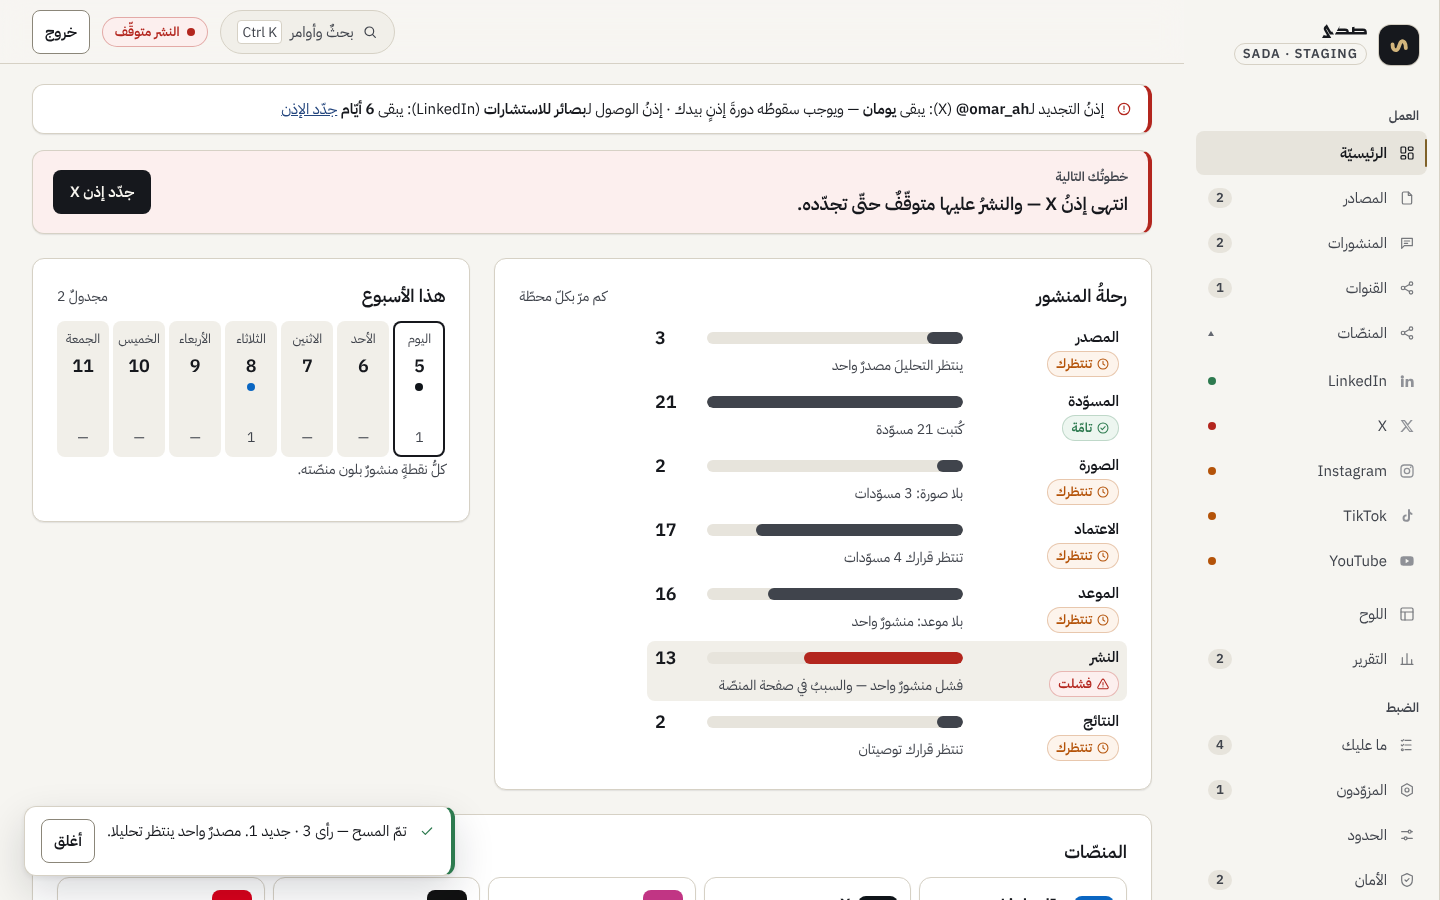 صدى
SADA · STAGING
العمل
الرئيسيّة
المصادر 2
المنشورات 2
القنوات 1
المنصّات
LinkedIn
X
Instagram
TikTok
YouTube
اللوح
التقرير 2
الضبط
ما عليك 4
المزوّدون 1
الحدود
الأمان 2
بحثٌ وأوامر Ctrl K
النشر متوقّف
خروج
إذنُ التجديد لـ@omar_ah (X): يبقى يومان — ويوجب سقوطُه دورةَ إذنٍ بيدك · إذنُ الوصول لـبصائر للاستشارات (LinkedIn): يبقى 6 أيّام جدّد الإذن
خطوتُك التالية
انتهى إذنُ X — والنشرُ عليها متوقّفٌ حتّى تجدّده.
جدّد إذن X
رحلةُ المنشور
كم مرّ بكلّ محطّة
المصدر 3
تنتظرك
ينتظر التحليلَ مصدرٌ واحد
المسوّدة 21
تامّة
كُتبت 21 مسوّدة
الصورة 2
تنتظرك
بلا صورة: 3 مسوّدات
الاعتماد 17
تنتظرك
تنتظر قرارك 4 مسوّدات
الموعد 16
تنتظرك
بلا موعد: منشورٌ واحد
النشر 13
فشلت
فشل منشورٌ واحد — والسببُ في صفحة المنصّة
النتائج 2
تنتظرك
تنتظر قرارك توصيتان
هذا الأسبوع
مجدولٌ 2
اليوم الأحد الاثنين الثلاثاء الأربعاء الخميس الجمعة
5 6 7 8 9 10 11
1 — — 1 — — —
كلُّ نقطةٍ منشورٌ بلون منصّته.
المنصّات
تمّ المسح — رأى 3 · جديد 1. مصدرٌ واحد ينتظر تحليلا.
أغلق